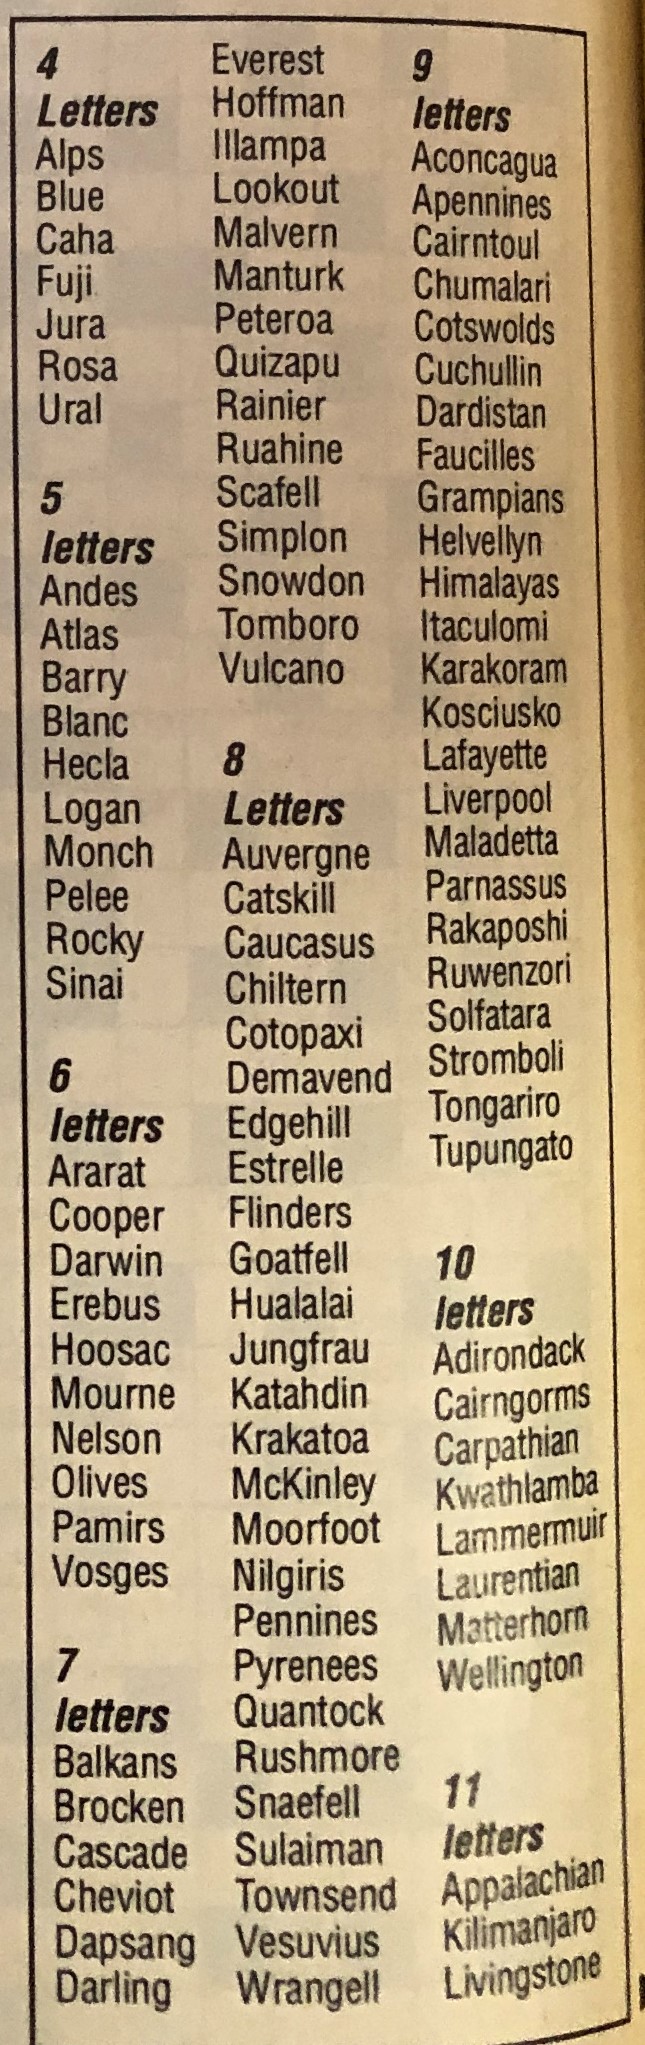 4
Letters
Alps
Blue
Caha
Fuji
Jura
Rosa
Ural
5
letters
Andes
Atlas
Barry
Blanc
Hecla
Logan
Monch
Pelee
Rocky
Sinai
6
letters
Ararat
Cooper
Darwin
Erebus
Hoosac
Mourne
Nelson
Olives
Pamirs
Vosges
7
letters
Balkans
Brocken
Cascade
Cheviot
Dapsang
Darling
Everest
Hoffman
Illampa
Lookout
Malvern
Manturk
Peteroa
Quizapu
Rainier
Ruahine
Scafell
Simplon
Snowdon
Tomboro
Vulcano
8
Letters
Auvergne
Catskill
Caucasus
Chiltern
Cotopaxi
Demavend
Edgehill
Estrelle
Flinders
Goatfell
Hualalai
Jungfrau
Katahdin
Krakatoa
McKinley
Moorfoot
Nilgiris
Pennines
Pyrenees
Quantock
Rushmore
Snaefell
Sulaiman
Townsend
Vesuvius
Wrangell
9
letters
Aconcagua
Apennines
Cairntoul
Chumalari
Cotswolds
Cuchullin
Dardistan
Faucilles
Grampians
Helvellyn
Himalayas
Itaculomi
Karakoram
Kosciusko
Lafayette
Liverpool
Maladetta
Parnassus
Rakaposhi
Ruwenzori
Solfatara
Stromboli
Tongariro
Tupungato
10
letters
Adirondack
Cairngorms
Carpathian
Kwathlamba
Lammermuir
Laurentian
Matterhorn
Wellington
11
letters
Appalachian
Kilimanjaro
Livingstone